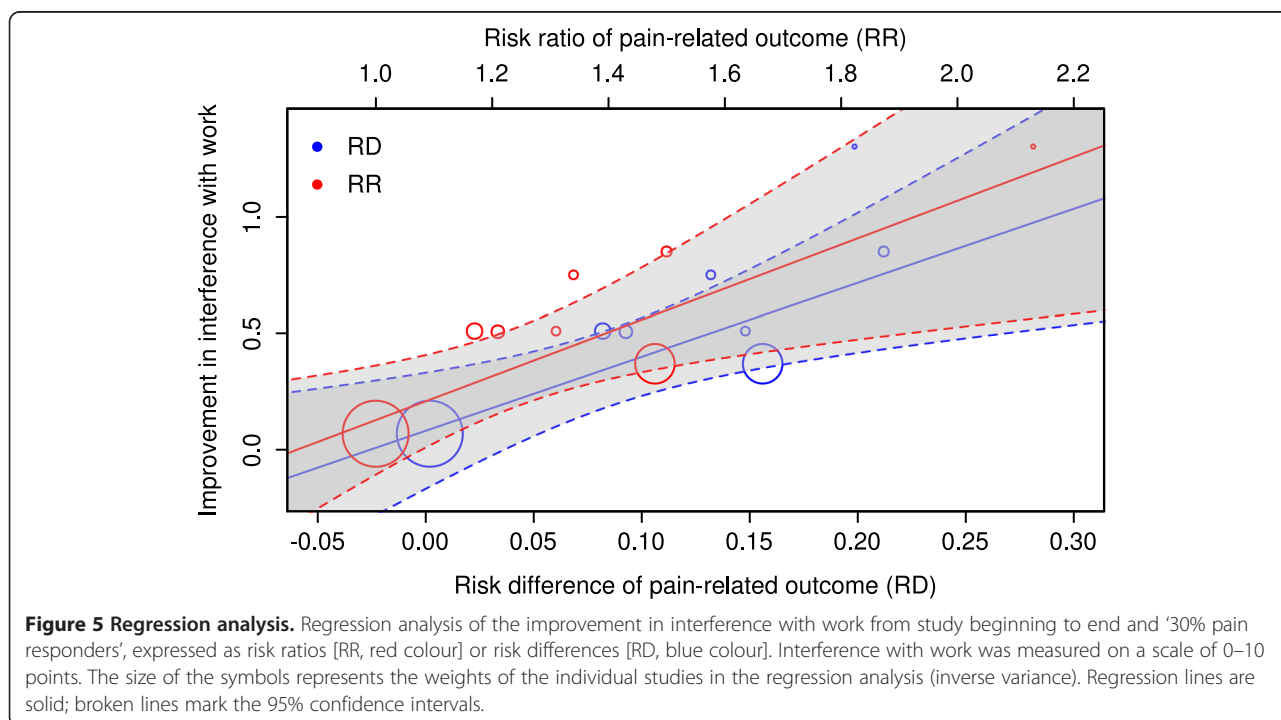 Risk ratio of pain-related outcome (RR)
1.0 1.2 1.4 1.6 1.8 2.0 2.2
Improvement in interference with work
1.0
0.5
0.0
RD
RR
-0.05 0.00 0.05 0.10 0.15 0.20 0.25 0.30
Risk difference of pain-related outcome (RD)
Figure 5 Regression analysis. Regression analysis of the improvement in interference with work from study beginning to end and ‘30% pain
responders’, expressed as risk ratios [RR, red colour] or risk differences [RD, blue colour]. Interference with work was measured on a scale of 0–10
points. The size of the symbols represents the weights of the individual studies in the regression analysis (inverse variance). Regression lines are
solid; broken lines mark the 95% confidence intervals.